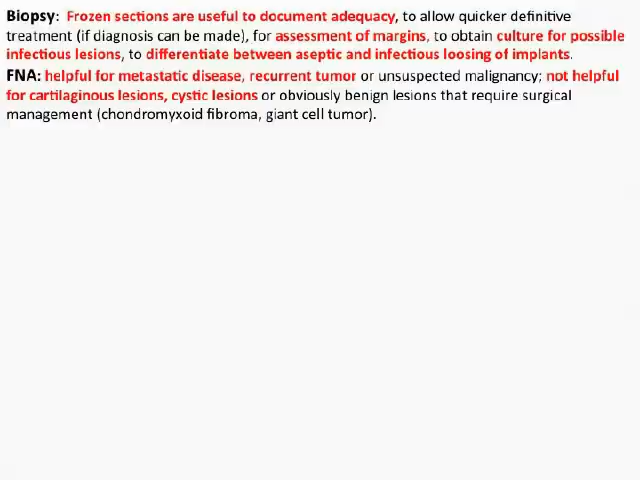 Biopsy: Frozen sections are useful to document adequacy, to allow quicker definitive
treatment (if diagnosis can be made), for assessment of margins, to obtain culture for possible
infectious lesions, to differentiate between aseptic and infectious loosing of implants.
FNA: helpful for metastatic disease, recurrent tumor or unsuspected malignancy; not helpful
for cartilaginous lesions, cystic lesions or obviously benign lesions that require surgical
management (chondromyxoid fibroma, giant cell tumor).